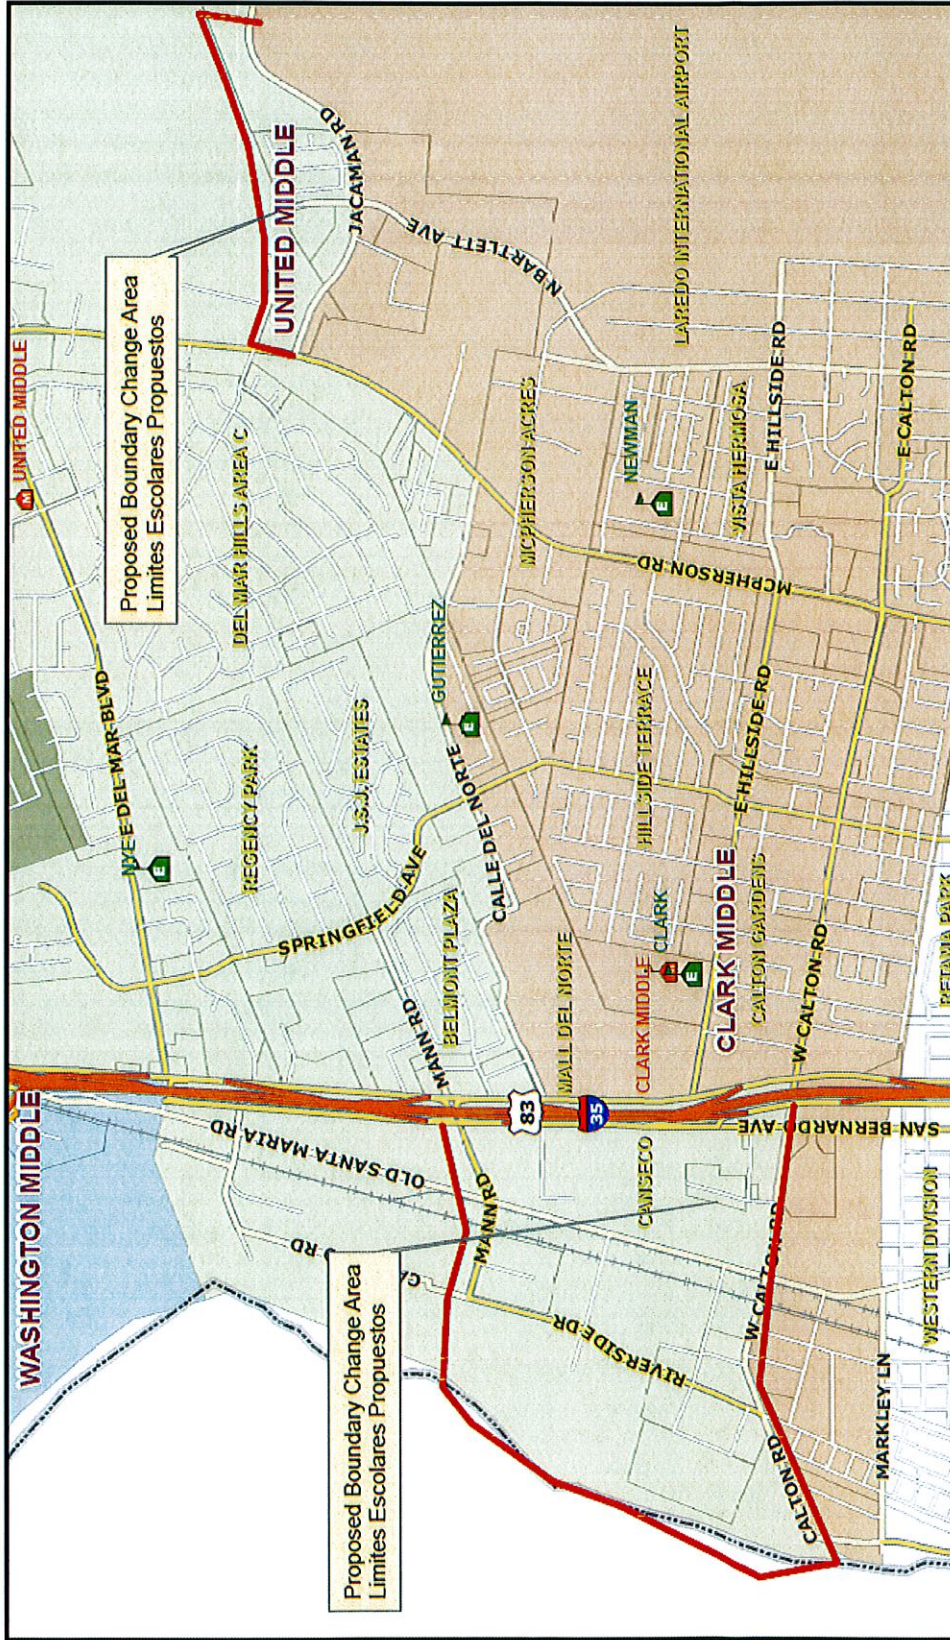 WASHINGTON MIDDLE
UNITED MIDDLE
NYE
E DEL MAR BLVD
Proposed Boundary Change Area
Limites Escolares Propuestos
UNITED MIDDLE
JACAMAN RD
DEL MAR HILLS AREA C
REGENCY PARK
J.S.J. ESTATES
SPRINGFIELD AVE
OLD SANTA MARIA RD
RD
MANN RD
BELMONT PLAZA
GUTIERREZ
CALLE DEL NORTE
N BARTLETT AVE
Proposed Boundary Change Area
Limites Escolares Propuestos
MANN RD
RIVERSIDE DR
83
35
MALL DEL NORTE
MCPHERSON ACRES
LAREDO INTERNATIONAL AIRPORT
NEWMAN
VISTA HERMOSA
MCPHERSON RD
HILLSIDE TERRACE
CLARK MIDDLE
CLARK
CANSECO
CLARK MIDDLE
E HILLSIDE RD
E HILLSIDE RD
CALTON GARDENS
W CALTON RD
W CALTON RD
E CALTON RD
CALTON RD
SAN BERNARDO AVE
MARKLEY LN
WESTERN DIVISION
RETAMA PARK
M
E
E
E
E